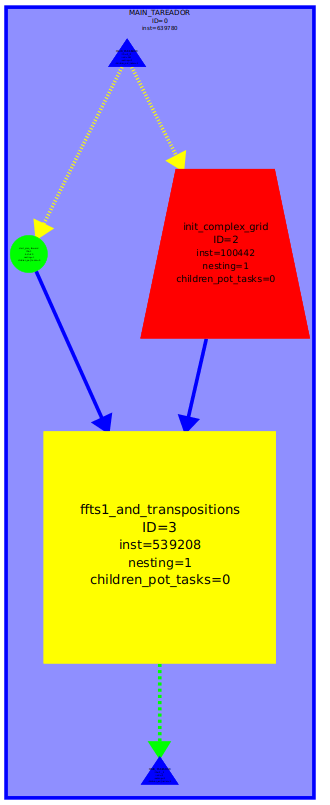 MAIN_TAREADOR
ID=0
inst=639780
init_complex_grid
ID=2
inst=100442
nesting=1
children_pot_tasks=0
ffts1_and_transpositions
ID=3
inst=539208
nesting=1
children_pot_tasks=0